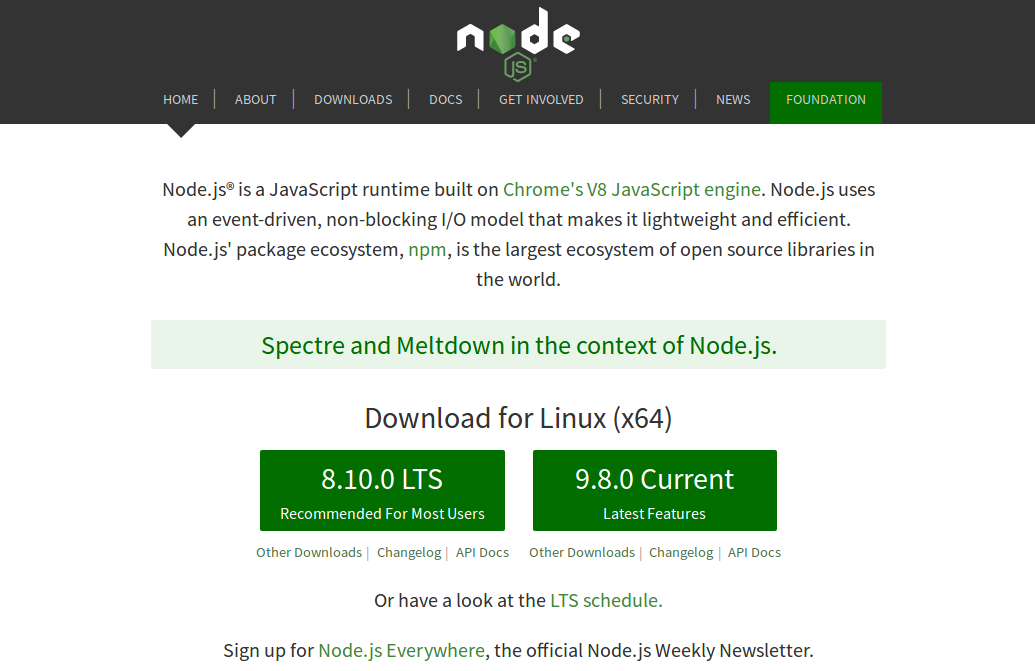 node
JS
HOME | ABOUT | DOWNLOADS | DOCS | GET INVOLVED | SECURITY | NEWS FOUNDATION
Node.js® is a JavaScript runtime built on Chrome's V8 JavaScript engine. Node.js uses
an event-driven, non-blocking I/O model that makes it lightweight and efficient.
Node.js' package ecosystem, npm, is the largest ecosystem of open source libraries in
the world.
Spectre and Meltdown in the context of Node.js.
Download for Linux (x64)
8.10.0 LTS
Recommended For Most Users
9.8.0 Current
Latest Features
Other Downloads | Changelog | API Docs
Other Downloads | Changelog | API Docs
Or have a look at the LTS schedule.
Sign up for Node.js Everywhere, the official Node.js Weekly Newsletter.